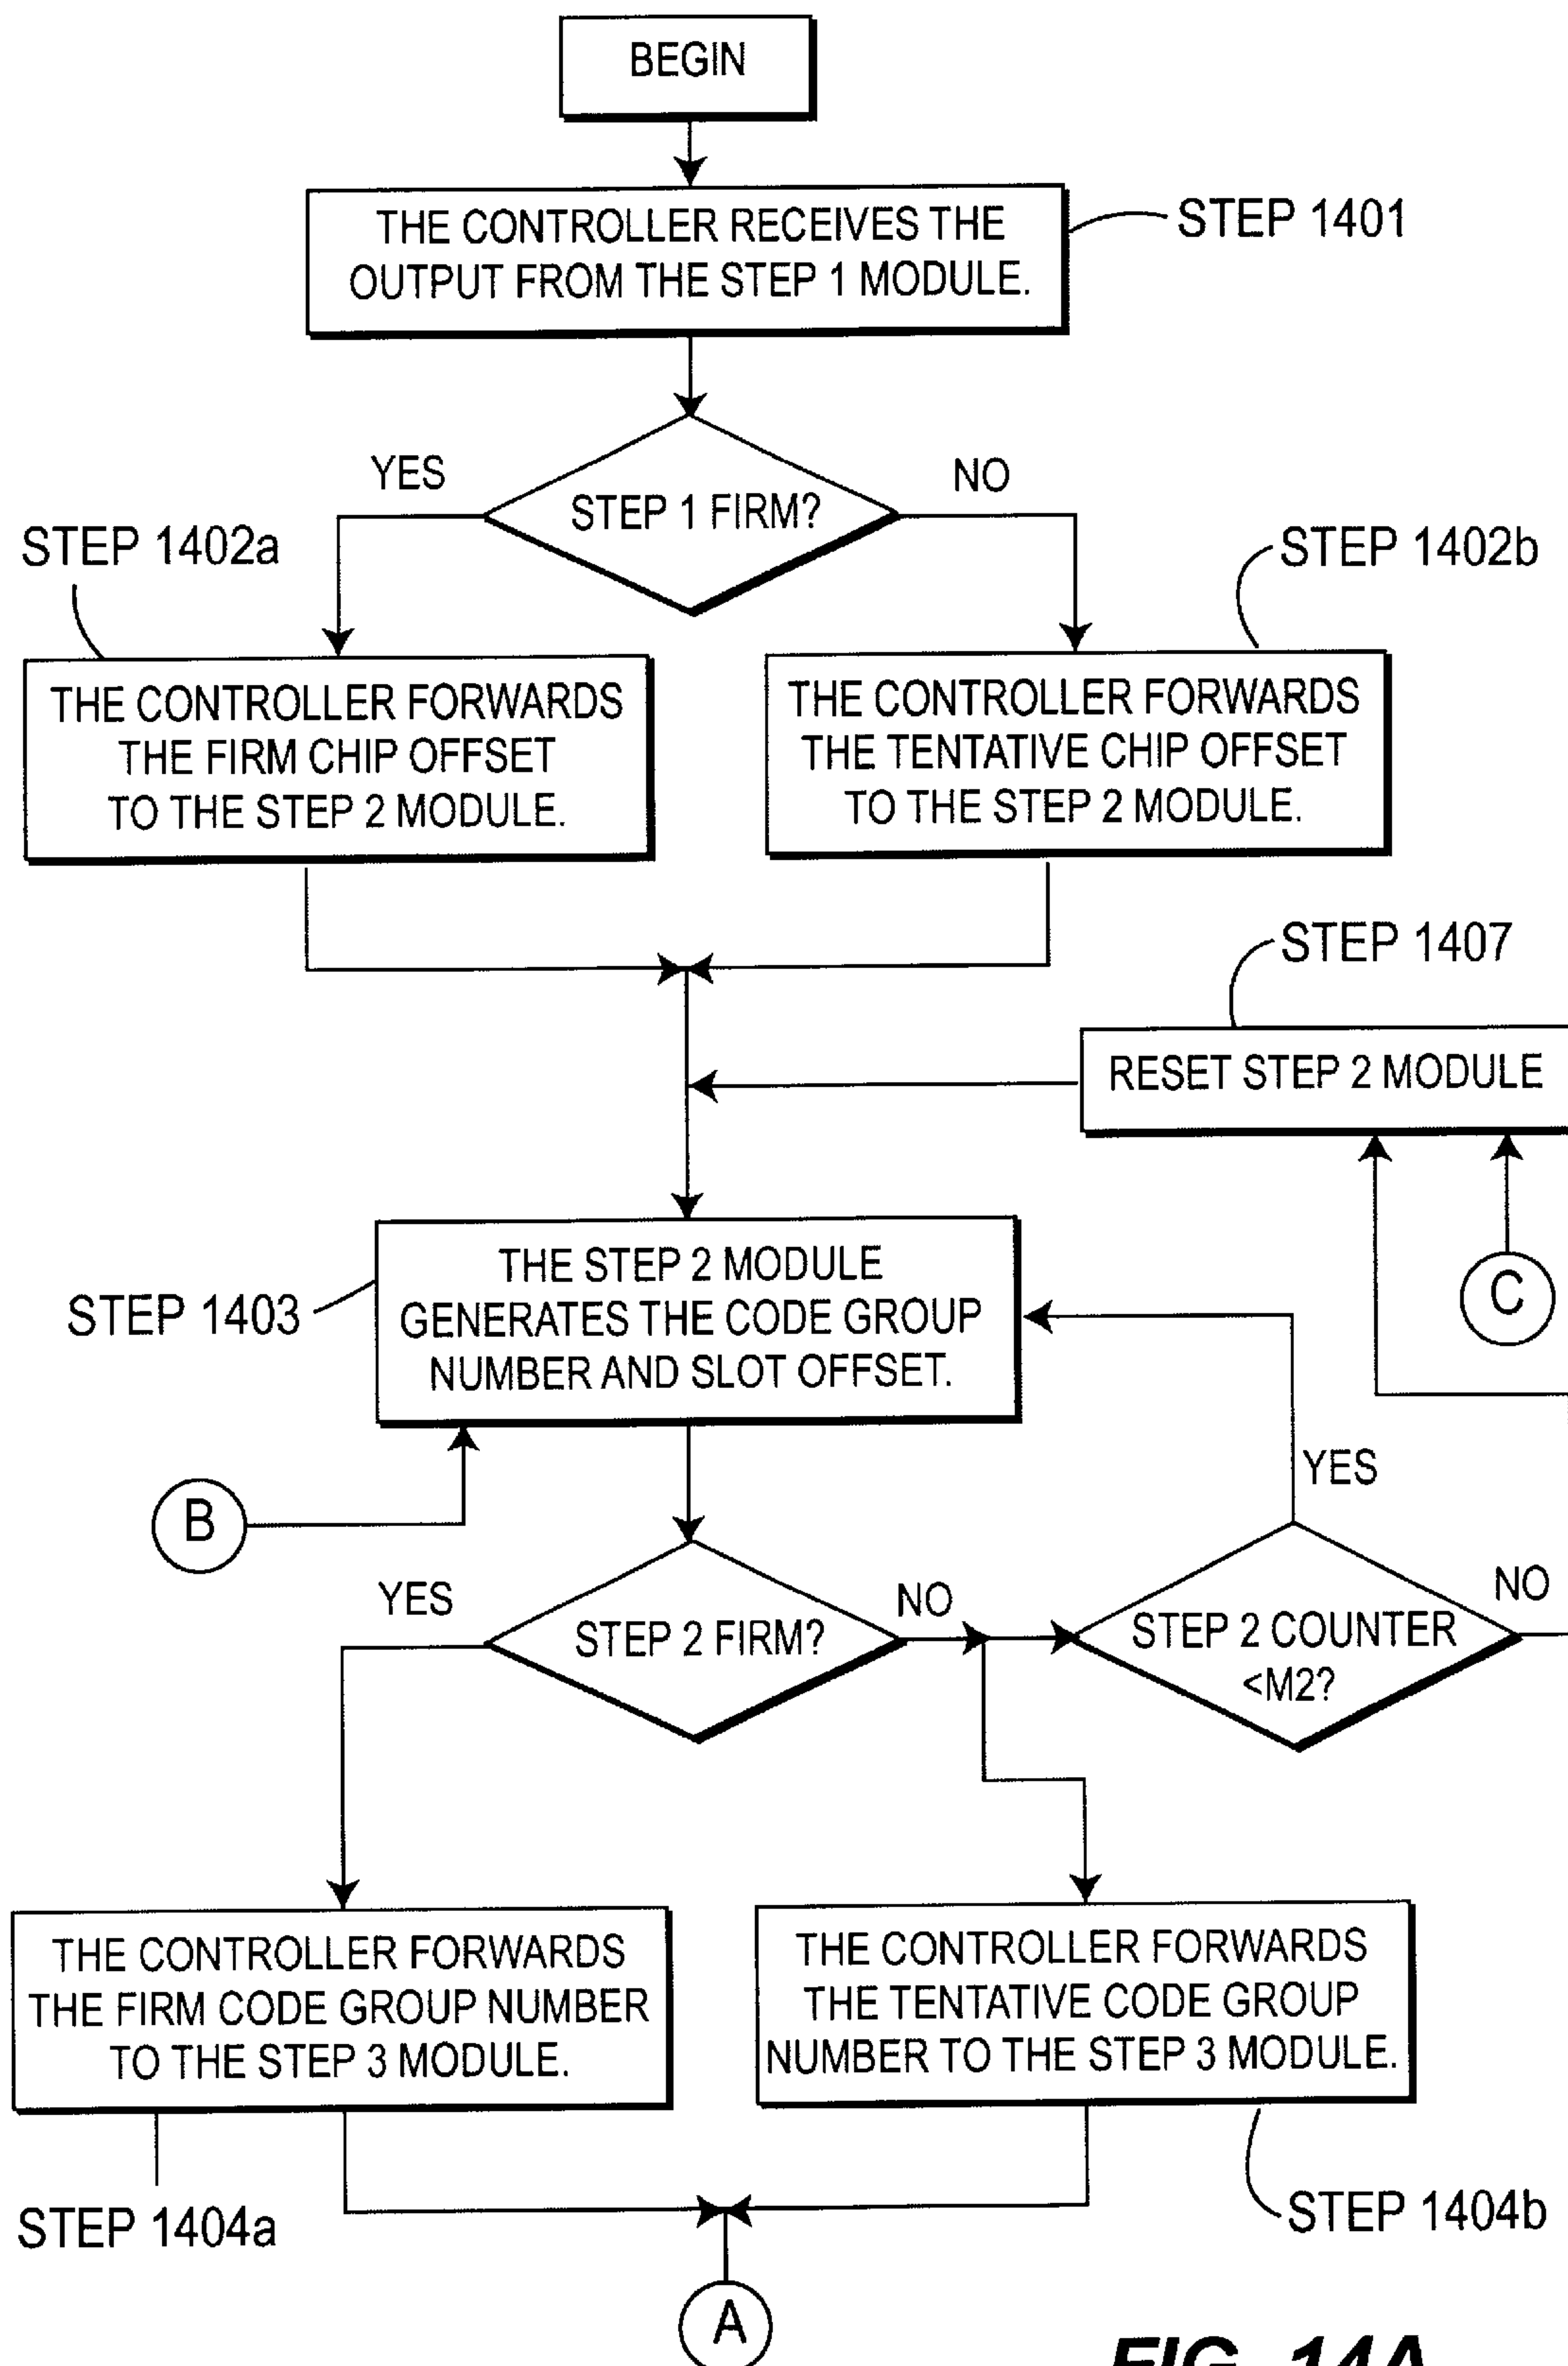 BEGIN
THE CONTROLLER RECEIVES THE
OUTPUT FROM THE STEP 1 MODULE.
STEP 1401
YES
STEP 1 FIRM?
NO
STEP 1402a
STEP 1402b
THE CONTROLLER FORWARDS
THE FIRM CHIP OFFSET
TO THE STEP 2 MODULE.
THE CONTROLLER FORWARDS
THE TENTATIVE CHIP OFFSET
TO THE STEP 2 MODULE.
STEP 1407
RESET STEP 2 MODULE
C
STEP 1403
THE STEP 2 MODULE
GENERATES THE CODE GROUP
NUMBER AND SLOT OFFSET.
B
YES
YES
STEP 2 FIRM?
NO
STEP 2 COUNTER
<M2?
NO
THE CONTROLLER FORWARDS
THE FIRM CODE GROUP NUMBER
TO THE STEP 3 MODULE.
THE CONTROLLER FORWARDS
THE TENTATIVE CODE GROUP
NUMBER TO THE STEP 3 MODULE.
STEP 1404a
STEP 1404b
A
FIG. 14A